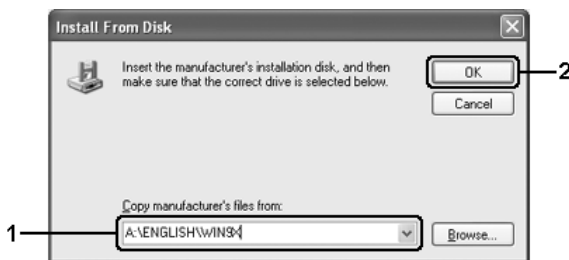 Install From Disk
Insert the manufacturer's installation disk, and then
make sure that the correct drive is selected below.
OK
2
Cancel
Copy manufacturer's files from:
1
A:\ENGLISH\WIN9X
Browse...